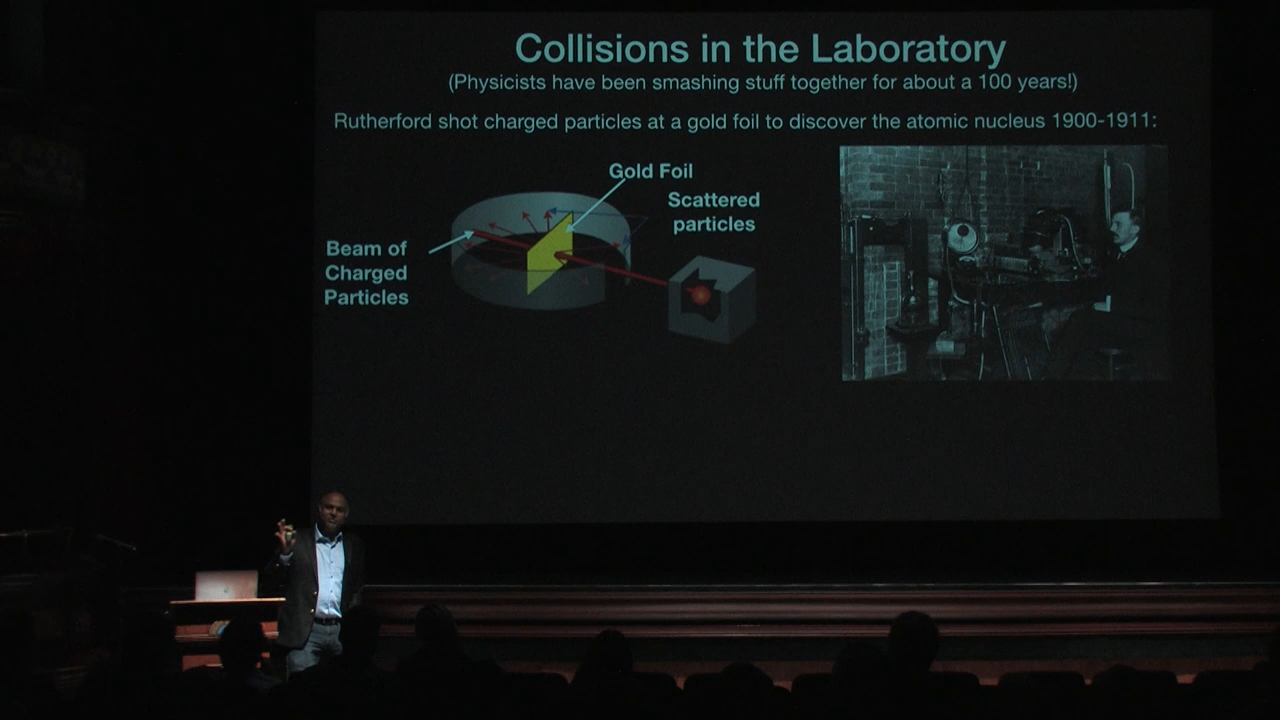 Collisions in the Laboratory
(Physicists have been smashing stuff together for about a 100 years!)
Rutherford shot charged particles at a gold foil to discover the atomic nucleus 1900-1911:
Gold Foil
Scattered
particles
Beam of
Charged
Particles